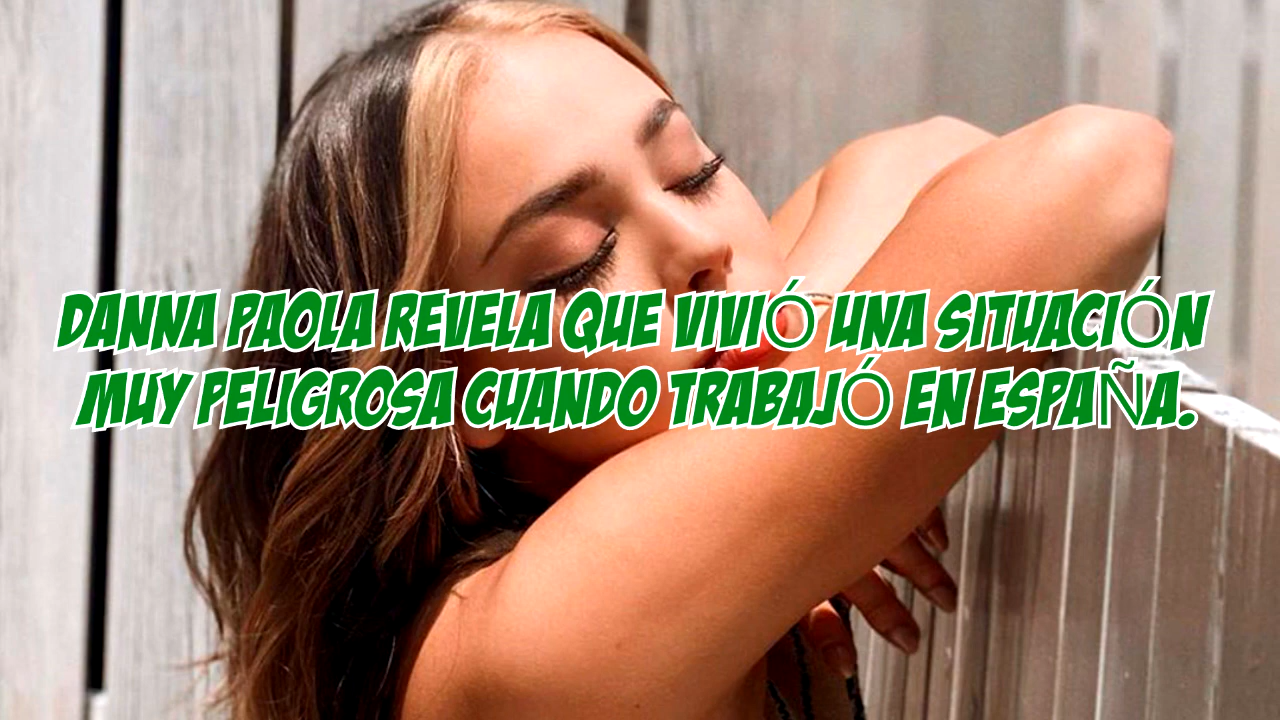 DANNA PAOLA REVELA QUE VIVIÓ UNA SITUACIÓN
MUY PELIGROSA CUANDO TRABAJÓ EN ESPAÑA.